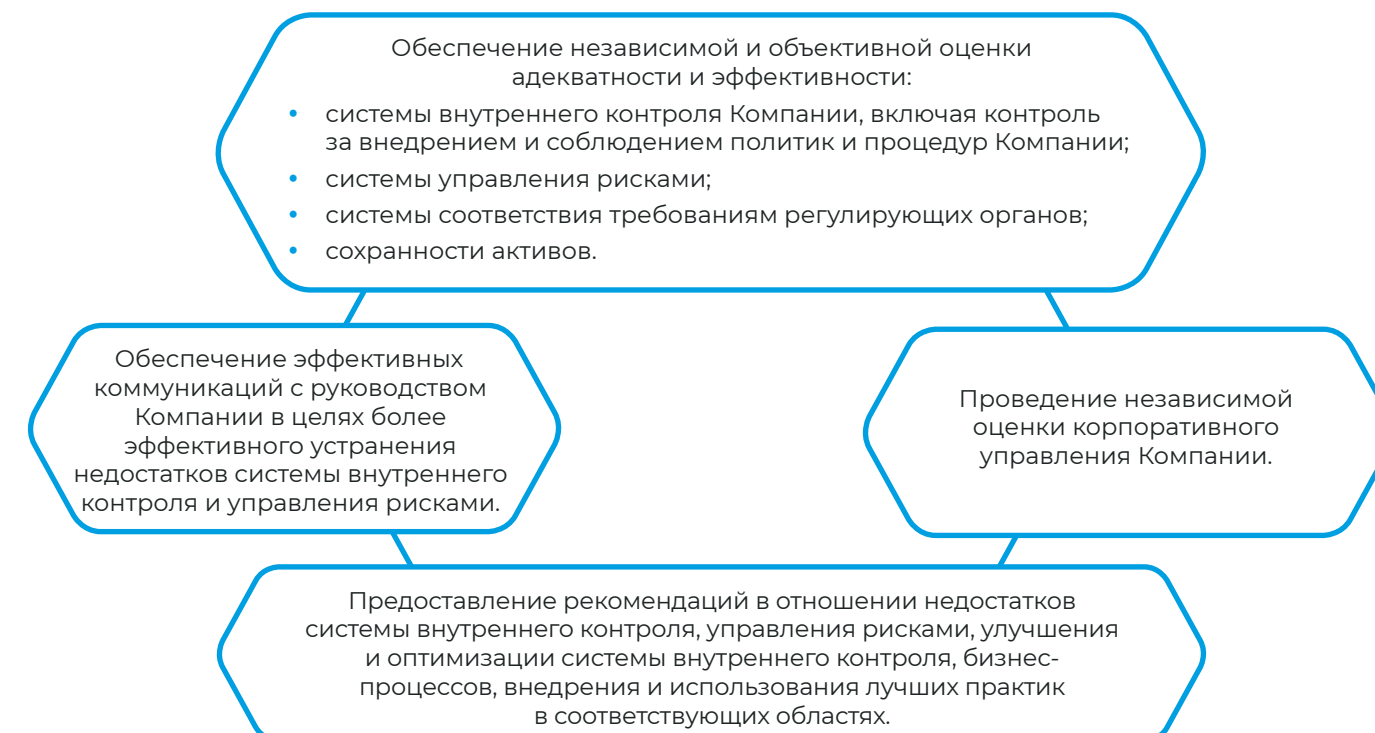 Обеспечение независимой и объективной оценки
адекватности и эффективности:
• системы внутреннего контроля Компании, включая контроль
за внедрением и соблюдением политик и процедур Компании;
• системы управления рисками;
• системы соответствия требованиям регулирующих органов;
• сохранности активов.
Обеспечение эффективных
коммуникаций с руководством
Компании в целях более
эффективного устранения
недостатков системы внутреннего
контроля и управления рисками.
Проведение независимой
оценки корпоративного
управления Компании.
Предоставление рекомендаций в отношении недостатков
системы внутреннего контроля, управления рисками, улучшения
и оптимизации системы внутреннего контроля, бизнес-
процессов, внедрения и использования лучших практик
в соответствующих областях.